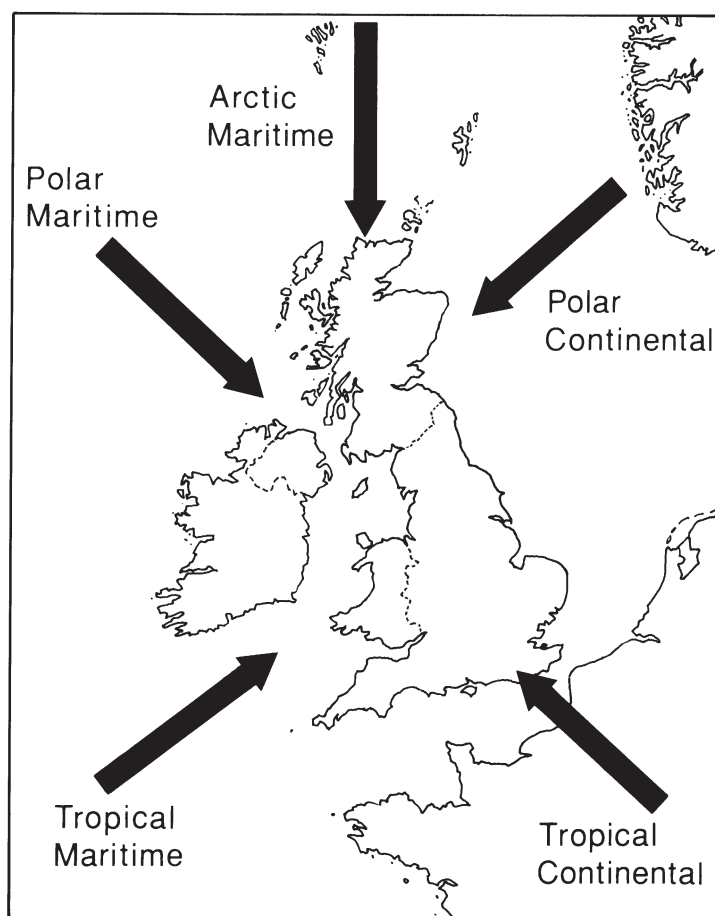 Arctic
Maritime
Polar
Maritime
Polar
Continental
Tropical
Maritime
Tropical
Continental